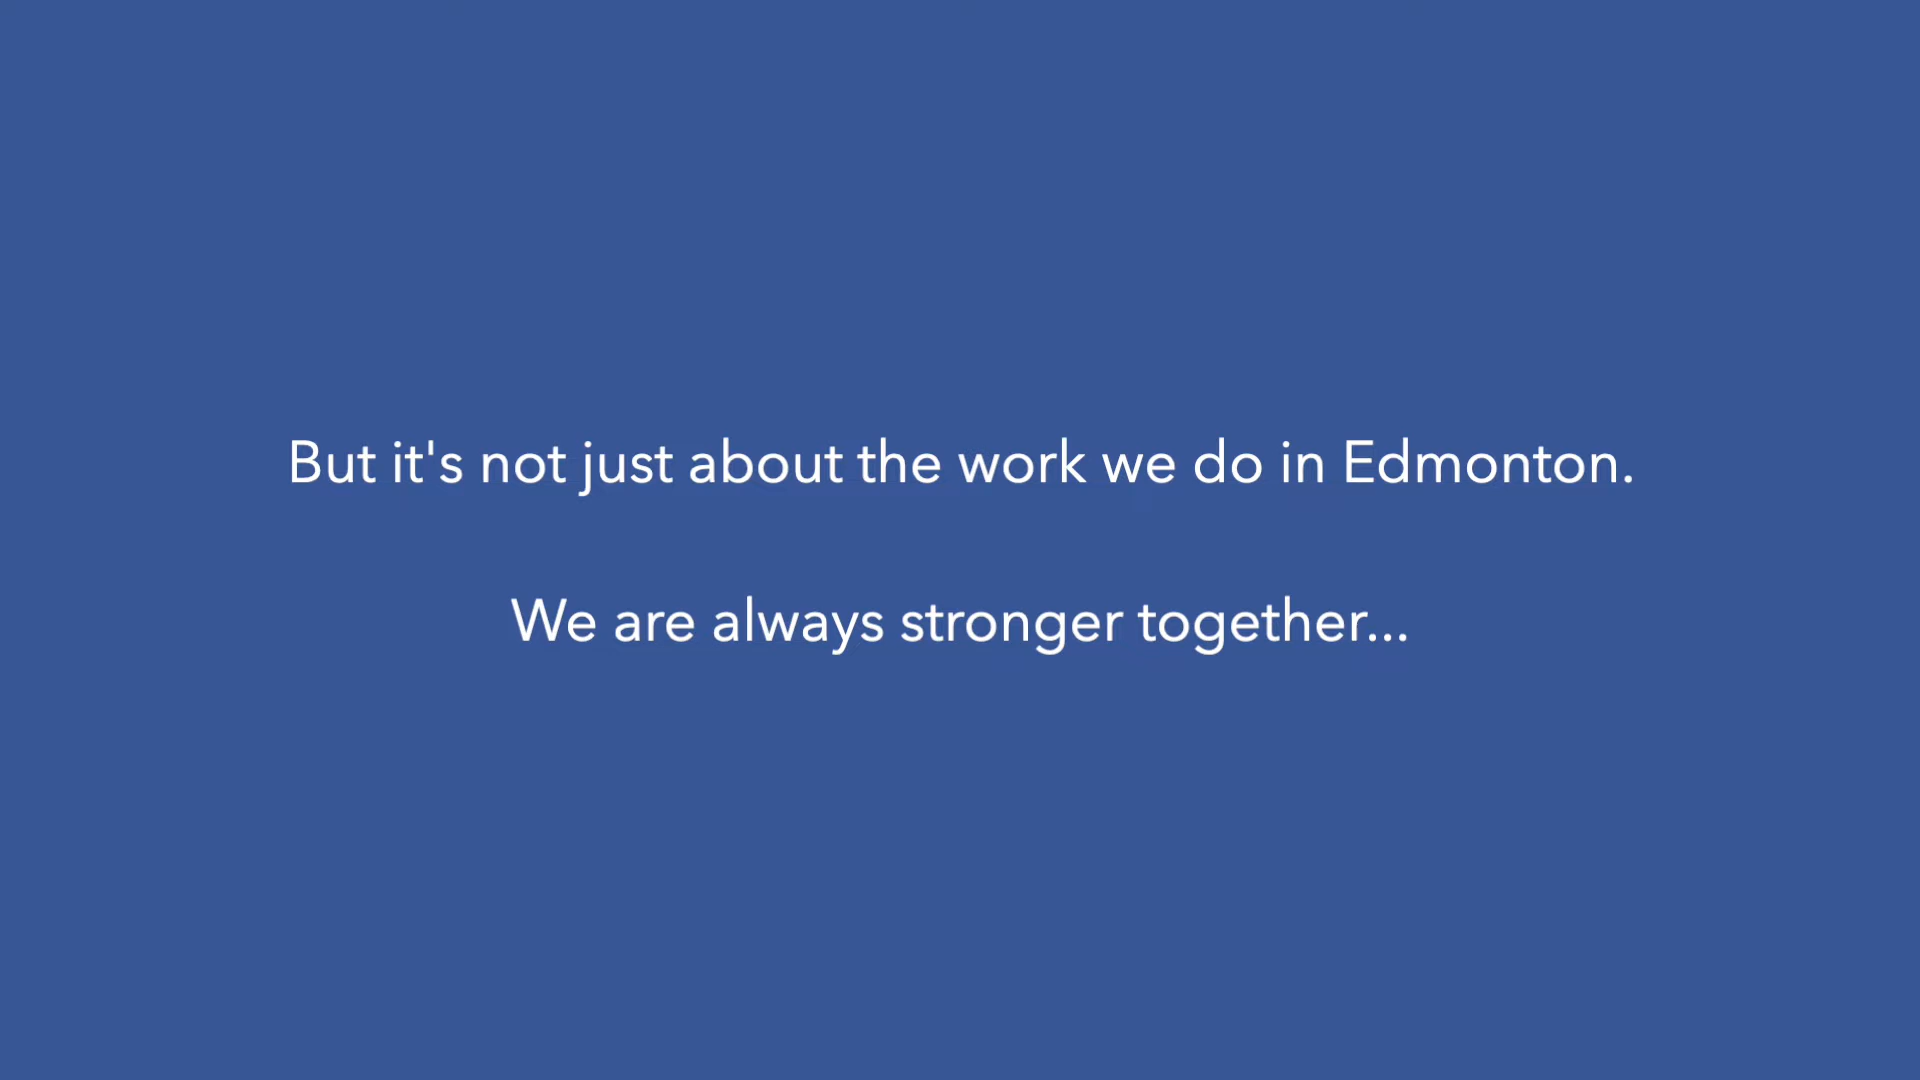 But it's not just about the work we do in Edmonton.
We are always stronger together...